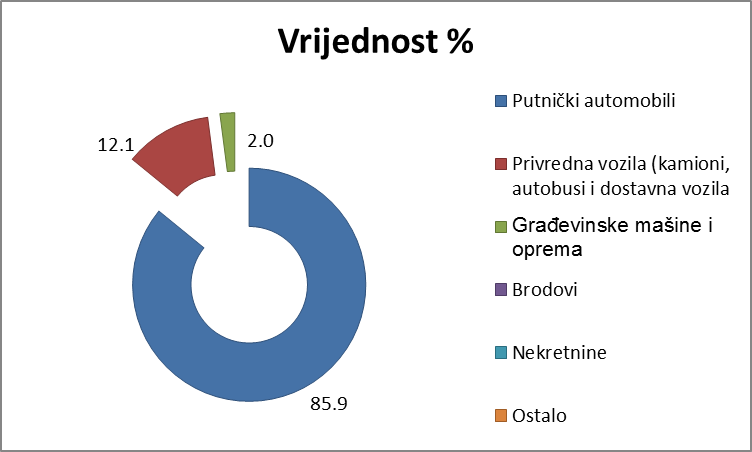 Vrijednost %
12.1
2.0
85.9
Putnički automobili
Privredna vozila (kamioni,
autobusi i dostavna vozila
Građevinske mašine i
oprema
Brodovi
Nekretnine
Ostalo